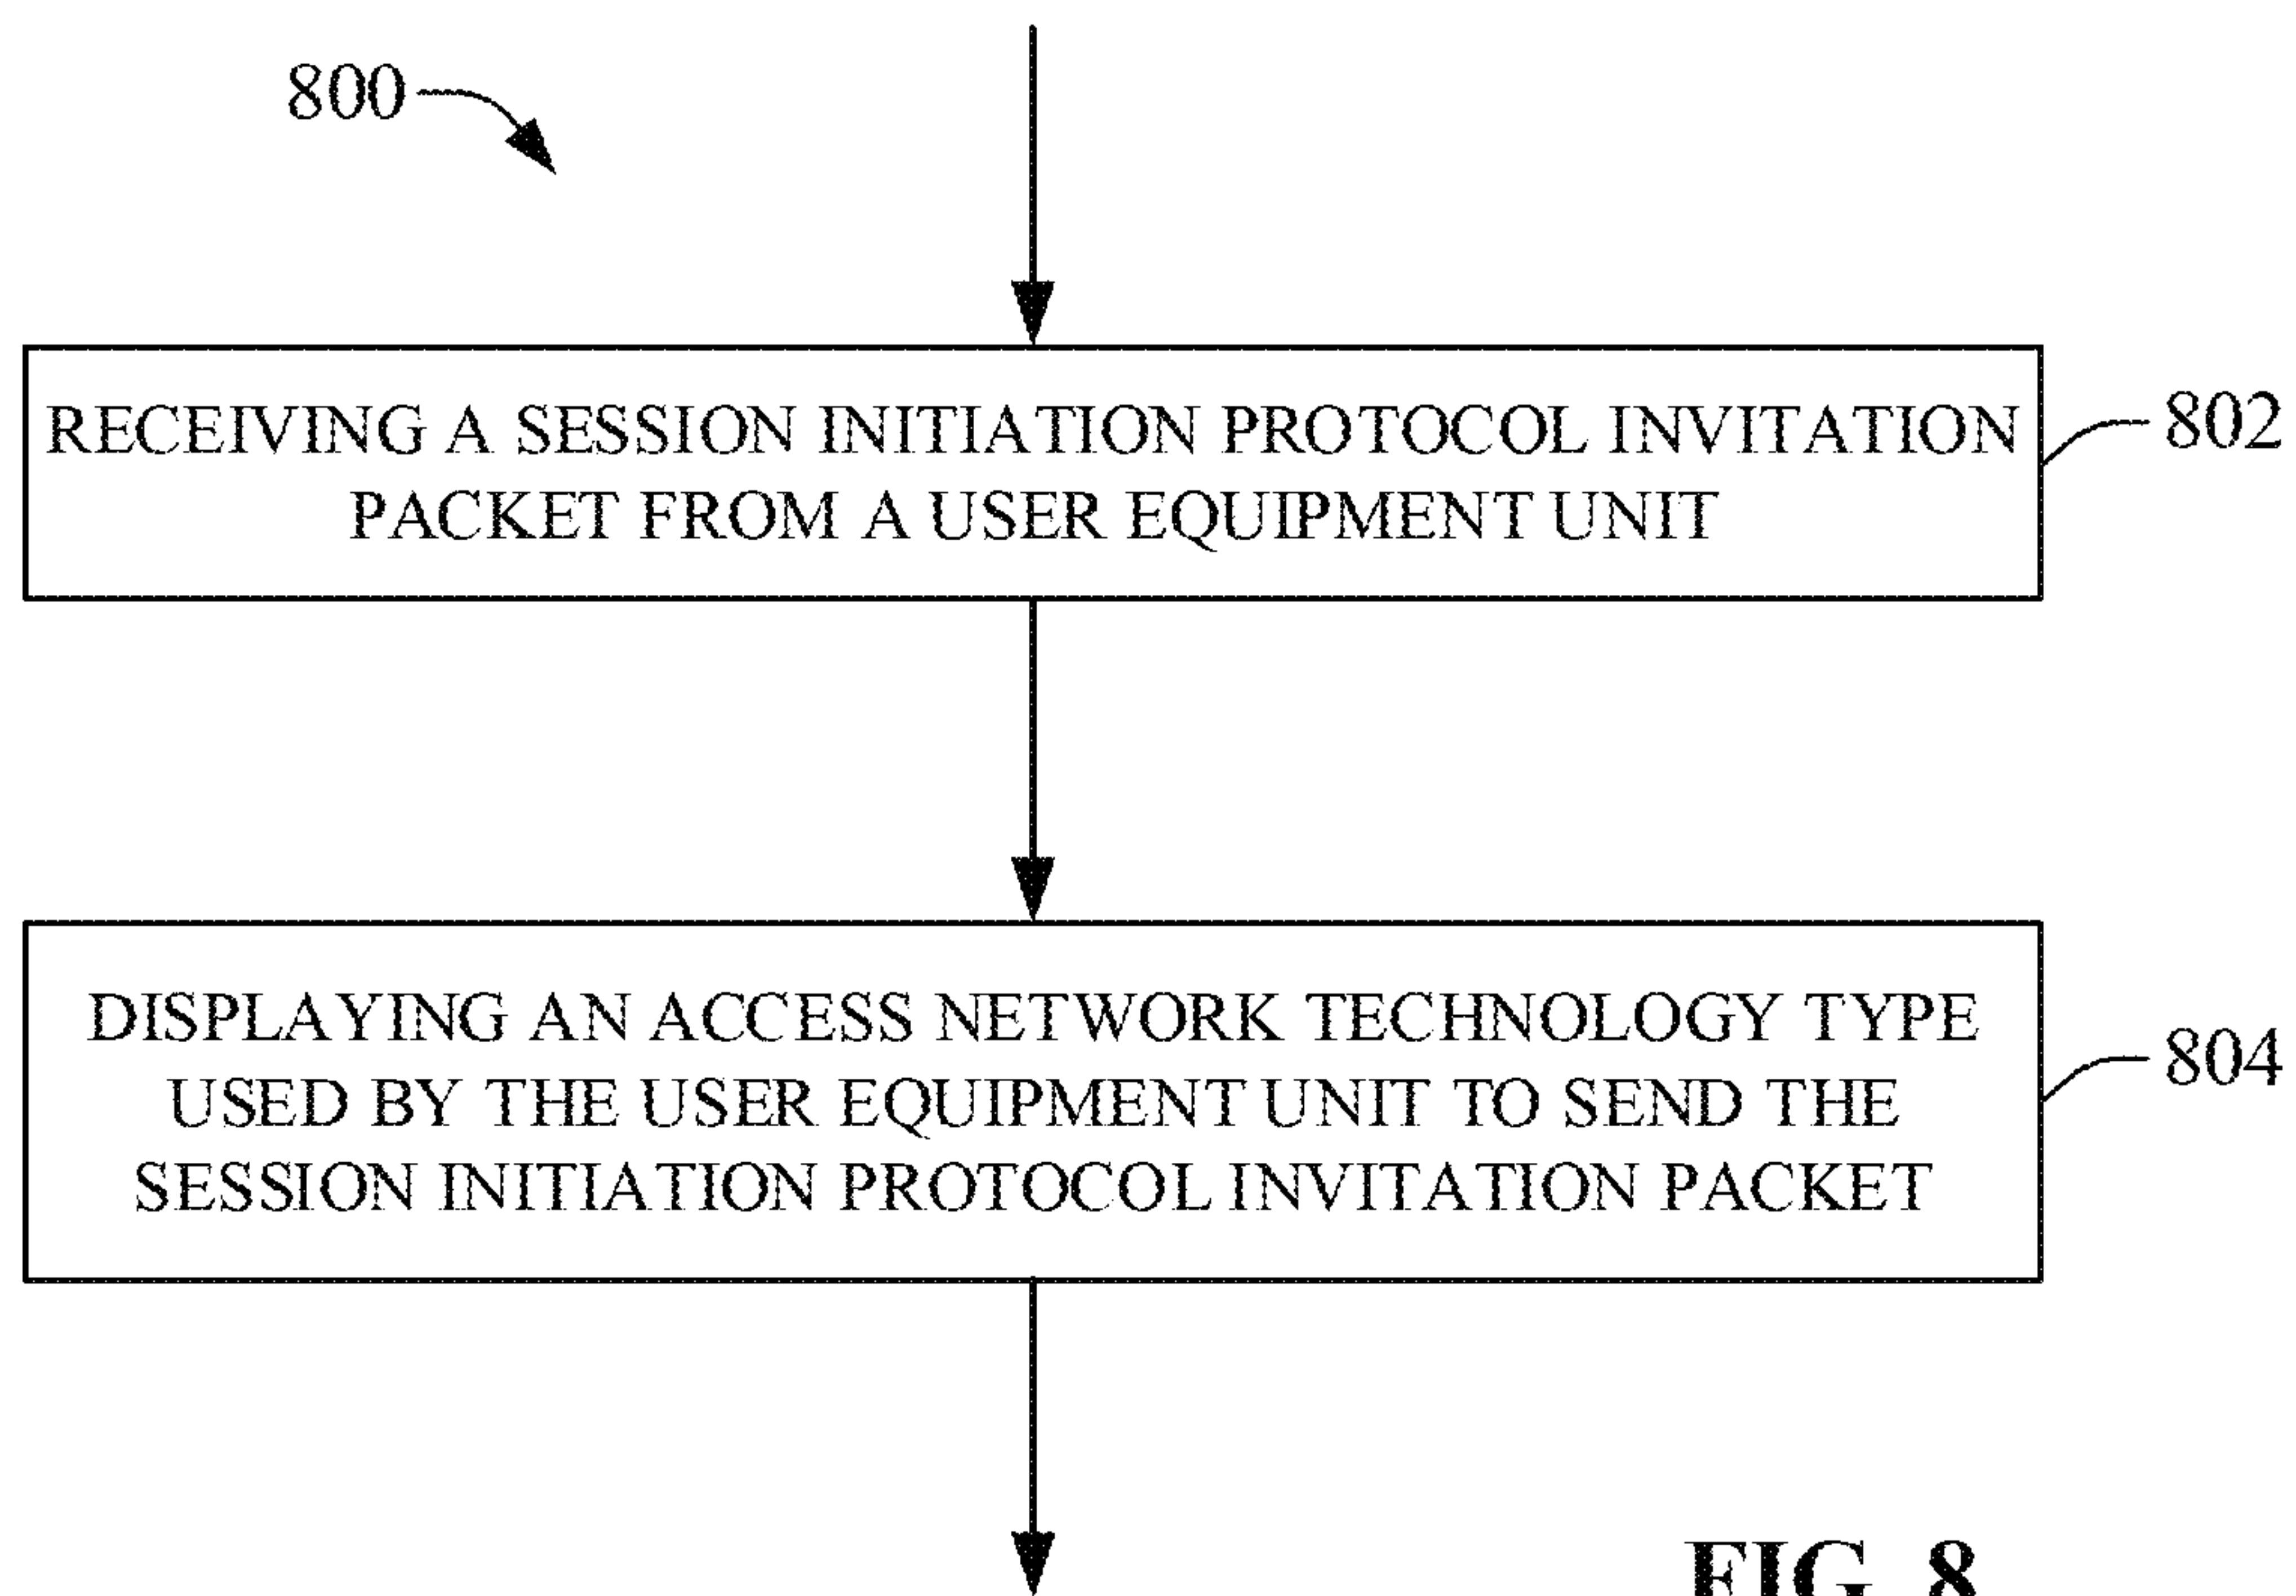 800
RECEIVING A SESSION INITIATION PROTOCOL INVITATION
PACKET FROM A USER EQUIPMENT UNIT
802
DISPLAYING AN ACCESS NETWORK TECHNOLOGY TYPE
USED BY THE USER EQUIPMENT UNIT TO SEND THE
SESSION INITIATION PROTOCOL INVITATION PACKET
804
FIG. 8